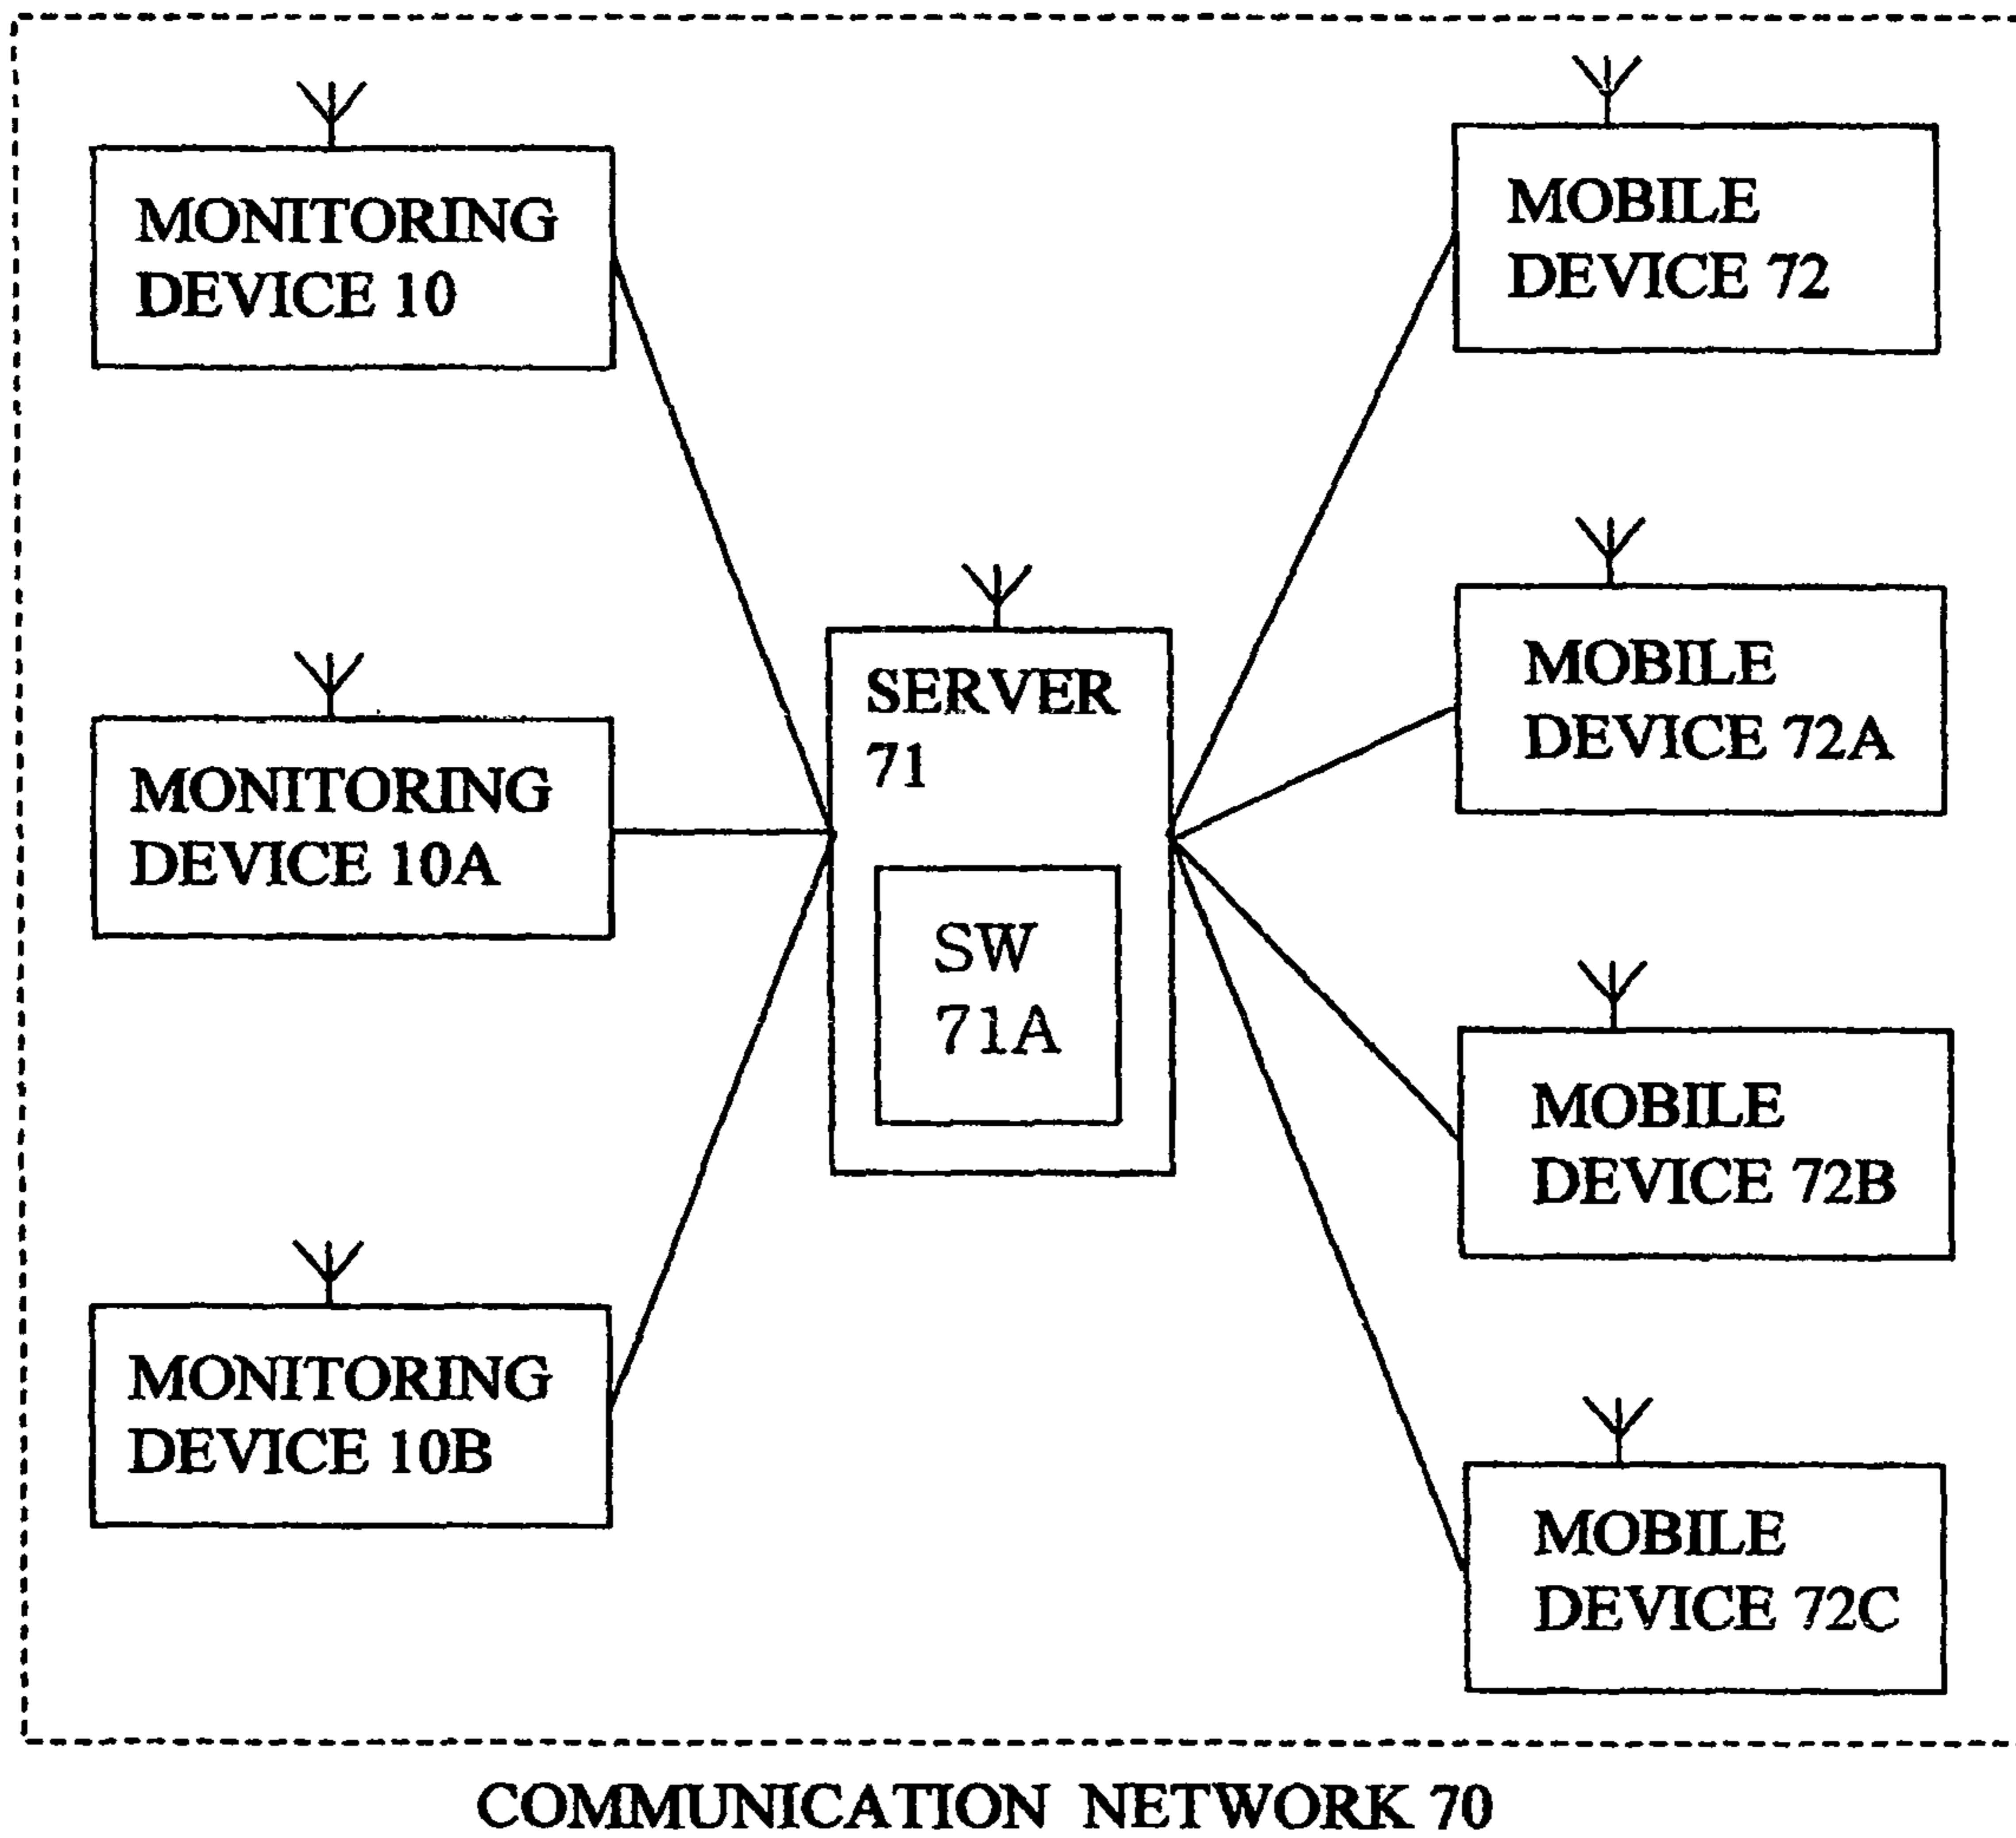 MONITORING
DEVICE 10
MONITORING
DEVICE 10A
MONITORING
DEVICE 10B
SERVER
71
SW
71A
MOBILE
DEVICE 72
MOBILE
DEVICE 72A
MOBILE
DEVICE 72B
MOBILE
DEVICE 72C
COMMUNICATION NETWORK 70